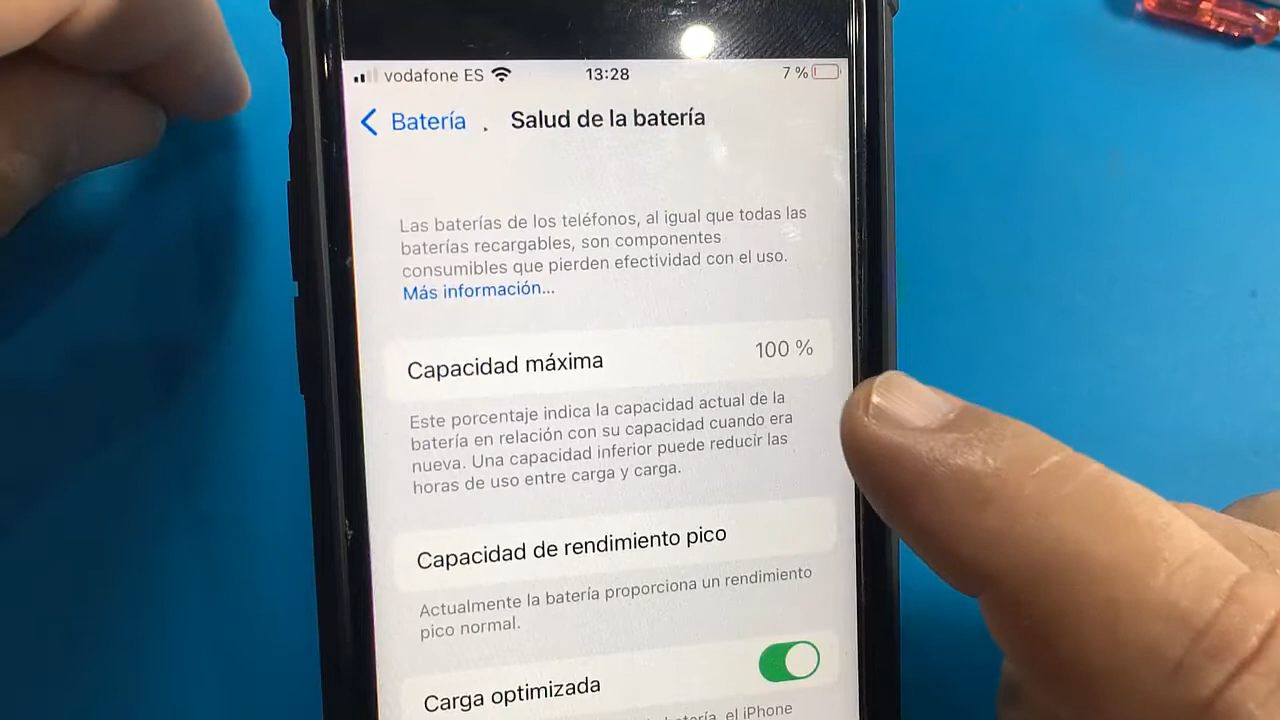 vodafone ES 13:28 7 %
Batería Salud de la batería
Las baterías de los teléfonos, al igual que todas las
baterías recargables, son componentes
consumibles que pierden efectividad con el uso.
Más información...
Capacidad máxima 100 %
Este porcentaje indica la capacidad actual de la
batería en relación con su capacidad cuando era
nueva. Una capacidad inferior puede reducir las
horas de uso entre carga y carga.
Capacidad de rendimiento pico
Actualmente la batería proporciona un rendimiento
pico normal.
Carga optimizada
batería, el iPhone